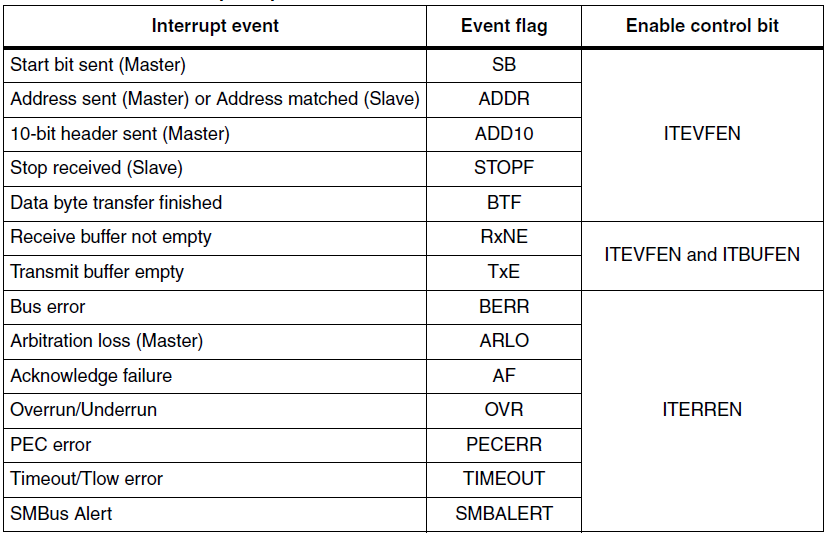 Interrupt event Event flag Enable control bit
Start bit sent (Master) SB
Address sent (Master) or Address matched (Slave) ADDR
10-bit header sent (Master) ADD10 ITEVFEN
Stop received (Slave) STOPF
Data byte transfer finished BTF
Receive buffer not empty RxNE
ITEVFEN and ITBUFEN
Transmit buffer empty TxE
Bus error BERR
Arbitration loss (Master) ARLO
Acknowledge failure AF
Overrun/Underrun OVR ITERREN
PEC error PECERR
Timeout/Tlow error TIMEOUT
SMBus Alert SMBALERT